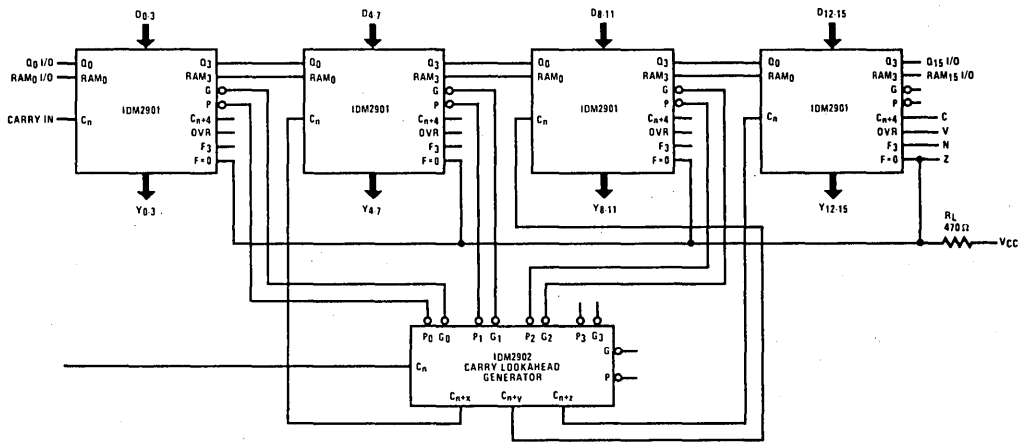 D0-3
D4-7
D8-11
D12-15
Q0 I/O
RAM0 I/O
CARRY IN
Q0
RAM0
Cn
IDM2901
Q3
RAM3
G
P
Cn+4
OVR
F3
F=0
Y0-3
Q0
RAM0
Cn
IDM2901
Q3
RAM3
G
P
Cn+4
OVR
F3
F=0
Y4-7
Q0
RAM0
Cn
IDM2901
Q3
RAM3
G
P
Cn+4
OVR
F3
F=0
Y8-11
Q0
RAM0
Cn
IDM2901
Q3
RAM3
G
P
Cn+4
OVR
F3
F=0
Y12-15
Q15 I/O
RAM15 I/O
C
V
N
Z
RL
470Ω
VCC
P0 G0 P1 G1 P2 G2 P3 G3
Cn
IDM2902
CARRY LOOKAHEAD
GENERATOR
G
P
Cn+x Cn+y Cn+z